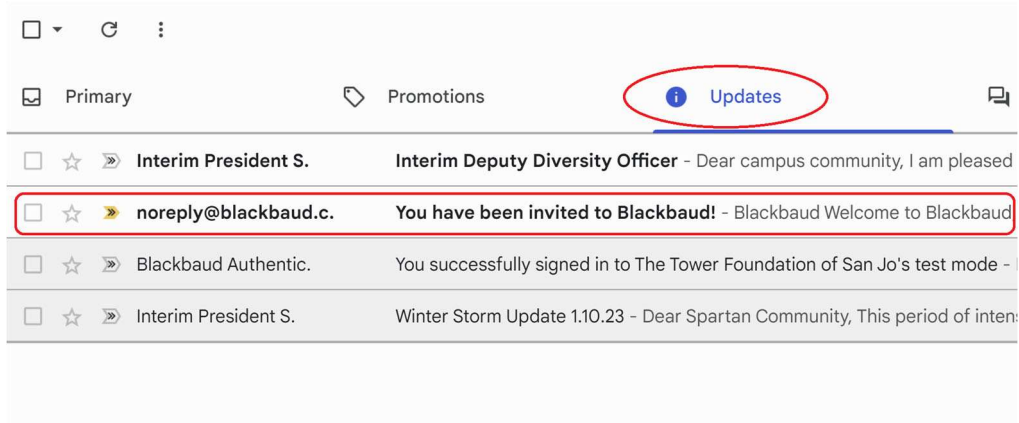 Primary Promotions Updates
Interim President S. Interim Deputy Diversity Officer - Dear campus community, I am pleased
noreply@blackbaud.c. You have been invited to Blackbaud! - Blackbaud Welcome to Blackbaud
Blackbaud Authentic. You successfully signed in to The Tower Foundation of San Jo's test mode -
Interim President S. Winter Storm Update 1.10.23 - Dear Spartan Community, This period of inten